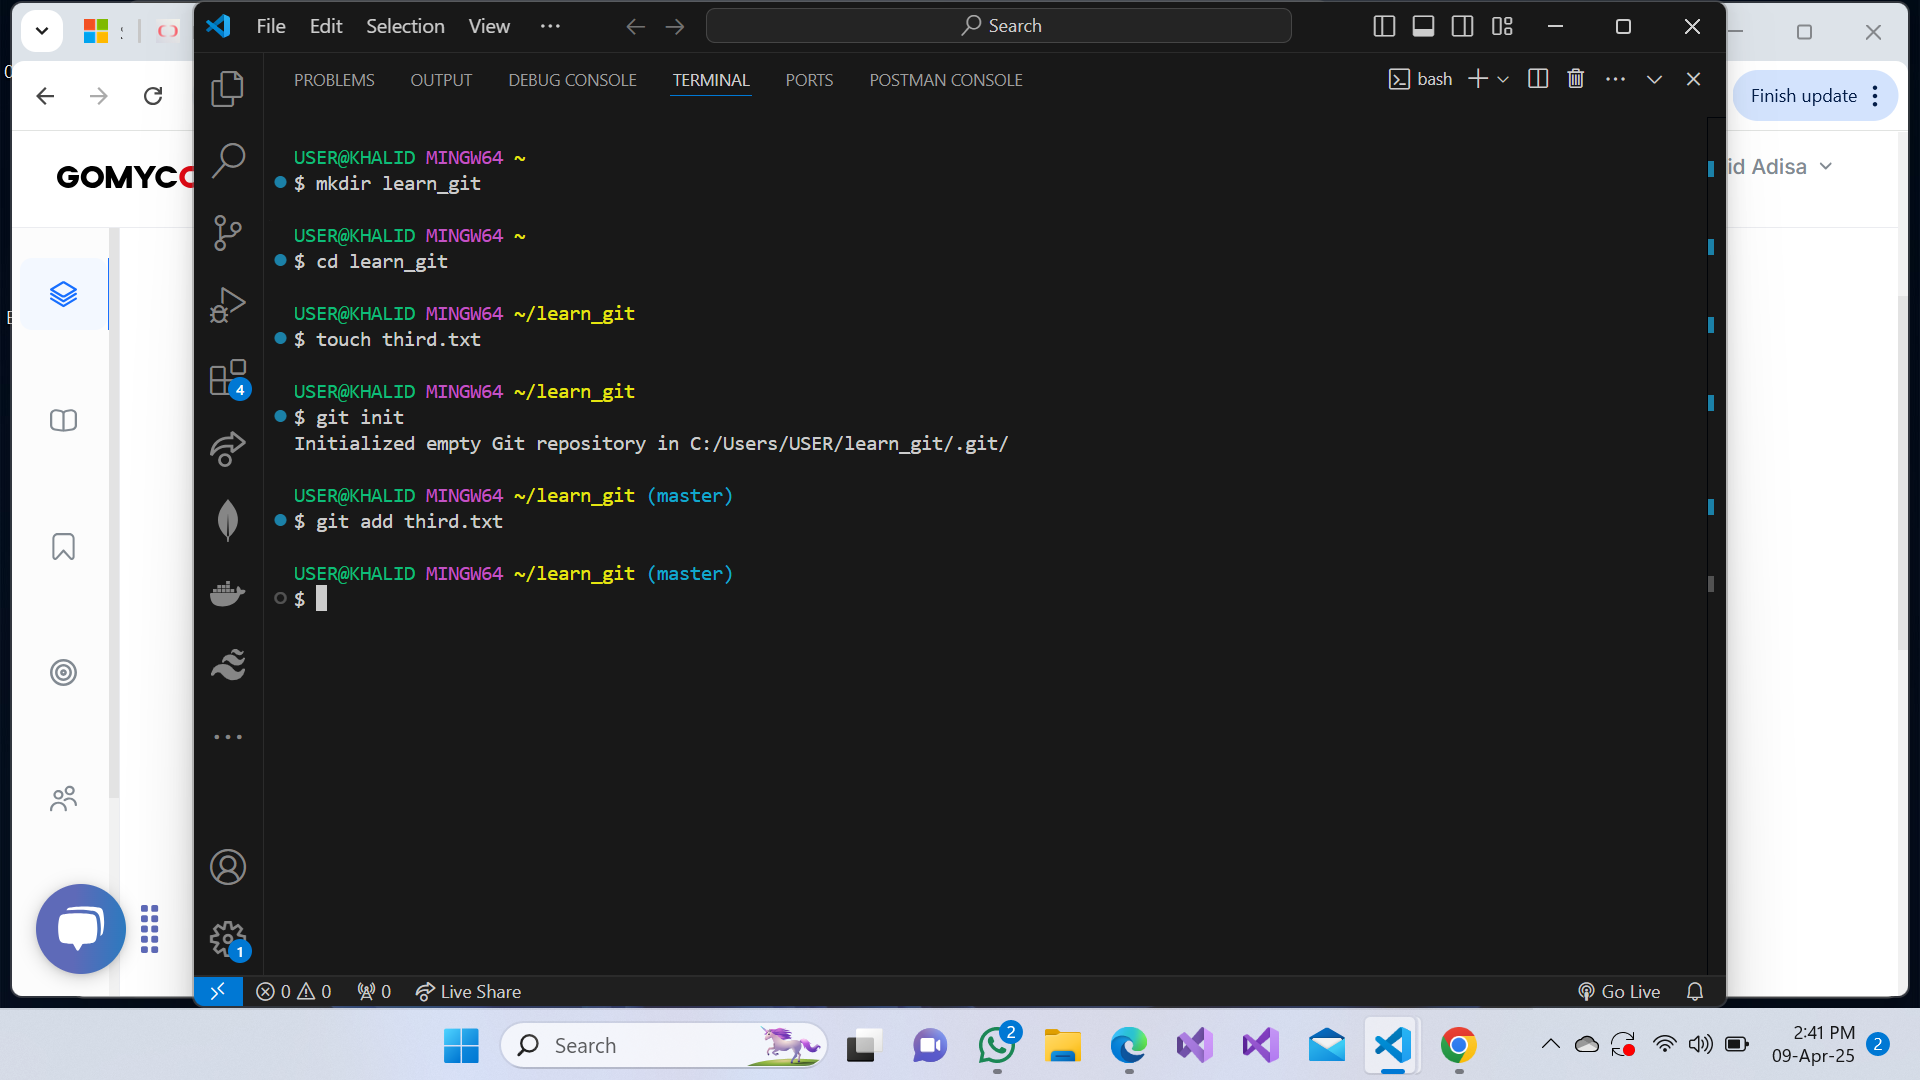 File Edit Selection View ··· Search
PROBLEMS OUTPUT DEBUG CONSOLE TERMINAL PORTS POSTMAN CONSOLE bash
Finish update
GOMYCO
id Adisa
USER@KHALID MINGW64 ~
$ mkdir learn_git
USER@KHALID MINGW64 ~
$ cd learn_git
USER@KHALID MINGW64 ~/learn_git
$ touch third.txt
USER@KHALID MINGW64 ~/learn_git
$ git init
Initialized empty Git repository in C:/Users/USER/learn_git/.git/
USER@KHALID MINGW64 ~/learn_git (master)
$ git add third.txt
USER@KHALID MINGW64 ~/learn_git (master)
$
4
1
0 0 0 Live Share Go Live
Search
2
2:41 PM
09-Apr-25
2